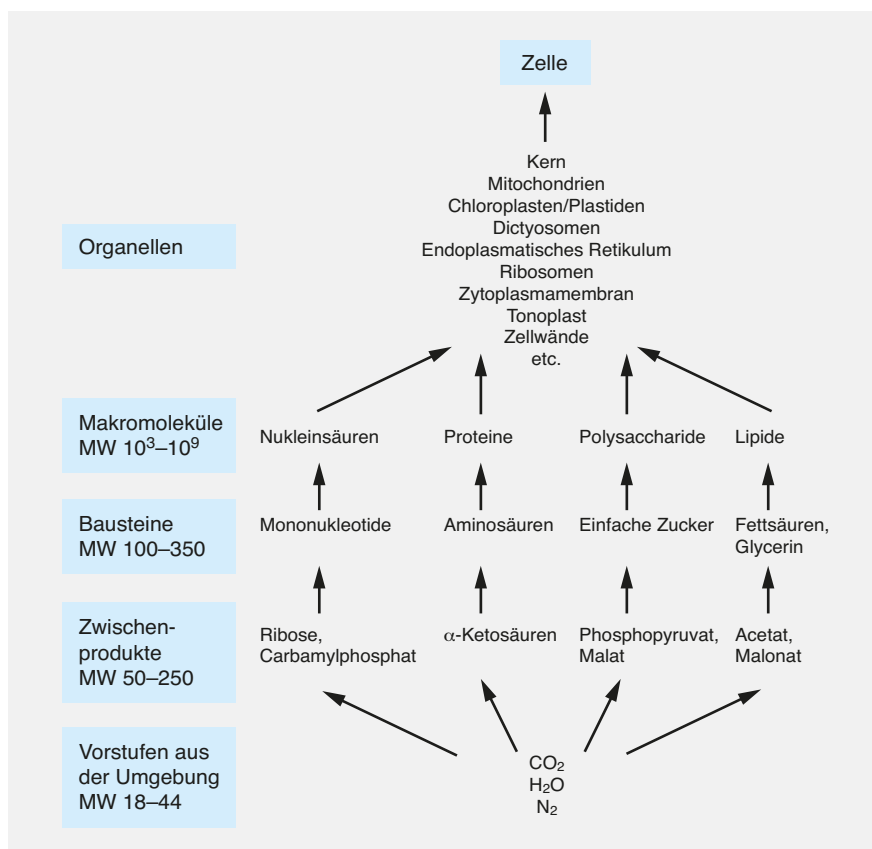 Zelle
Kern
Mitochondrien
Chloroplasten/Plastiden
Dictyosomen
Organellen
Endoplasmatisches Retikulum
Ribosomen
Zytoplasmamembran
Tonoplast
Zellwände
etc.
Makromoleküle
MW 10³–10⁹
Nukleinsäuren
Proteine
Polysaccharide
Lipide
Bausteine
MW 100–350
Mononukleotide
Aminosäuren
Einfache Zucker
Fettsäuren,
Glycerin
Zwischen-
produkte
MW 50–250
Ribose,
Carbamylphosphat
α-Ketosäuren
Phosphopyruvat,
Malat
Acetat,
Malonat
Vorstufen aus
der Umgebung
MW 18–44
CO₂
H₂O
N₂